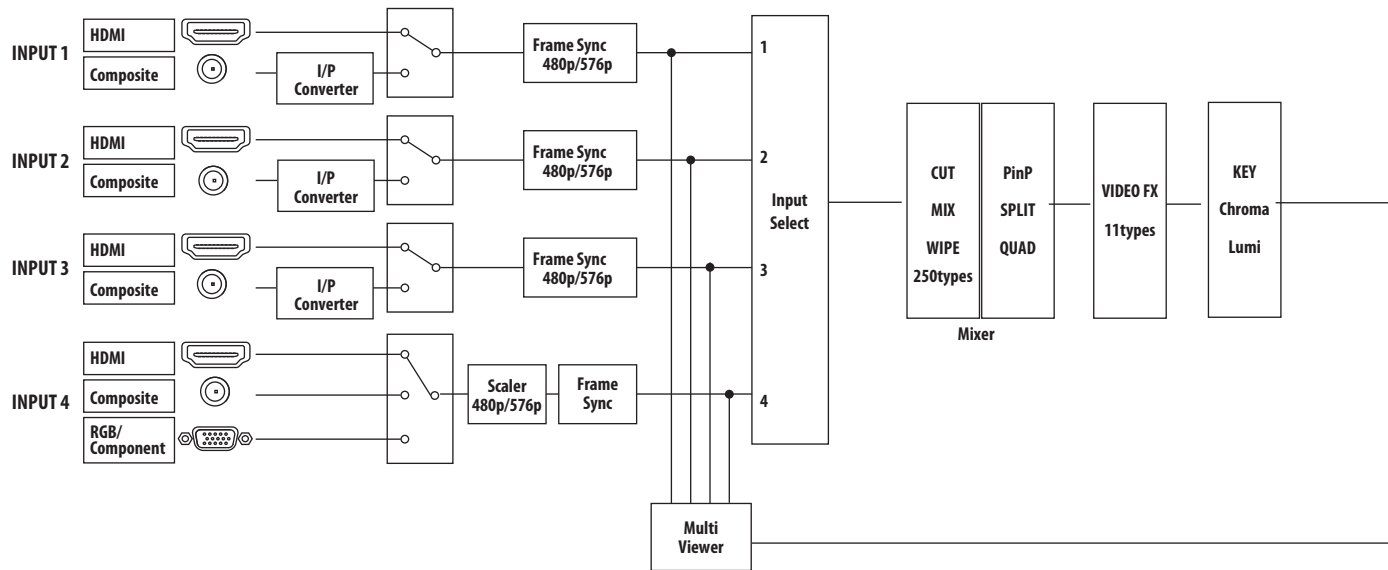 INPUT 1
HDMI
Composite
I/P
Converter
Frame Sync
480p/576p
INPUT 2
HDMI
Composite
I/P
Converter
Frame Sync
480p/576p
INPUT 3
HDMI
Composite
I/P
Converter
Frame Sync
480p/576p
INPUT 4
HDMI
Composite
RGB/
Component
Scaler
480p/576p
Frame
Sync
1
2
3
4
Input
Select
Multi
Viewer
CUT
MIX
WIPE
250types
PinP
SPLIT
QUAD
Mixer
VIDEO FX
11types
KEY
Chroma
Lumi